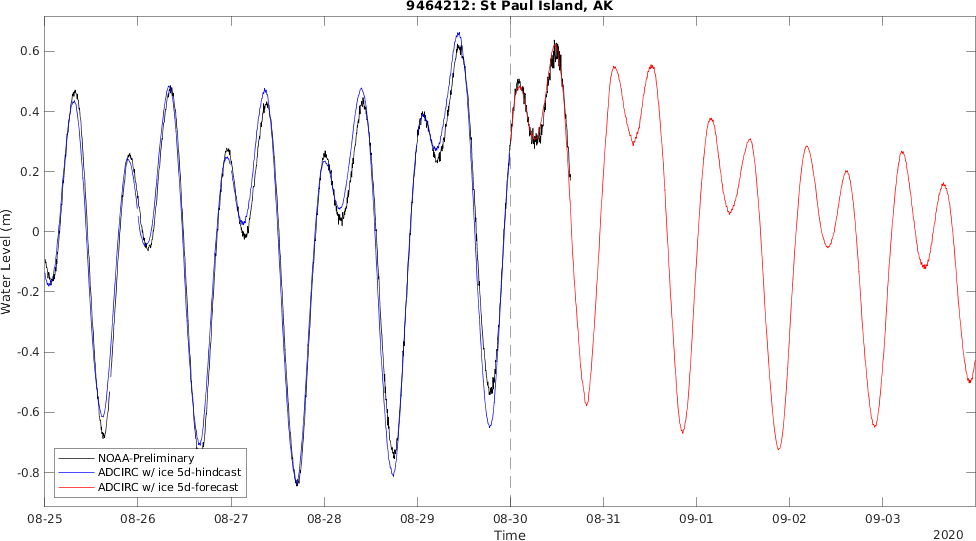 9464212: St Paul Island, AK
Water Level (m)
0.6
0.4
0.2
0
-0.2
-0.4
-0.6
-0.8
NOAA-Preliminary
ADCIRC w/ ice 5d-hindcast
ADCIRC w/ ice 5d-forecast
08-25 08-26 08-27 08-28 08-29 08-30 08-31 09-01 09-02 09-03
Time
2020